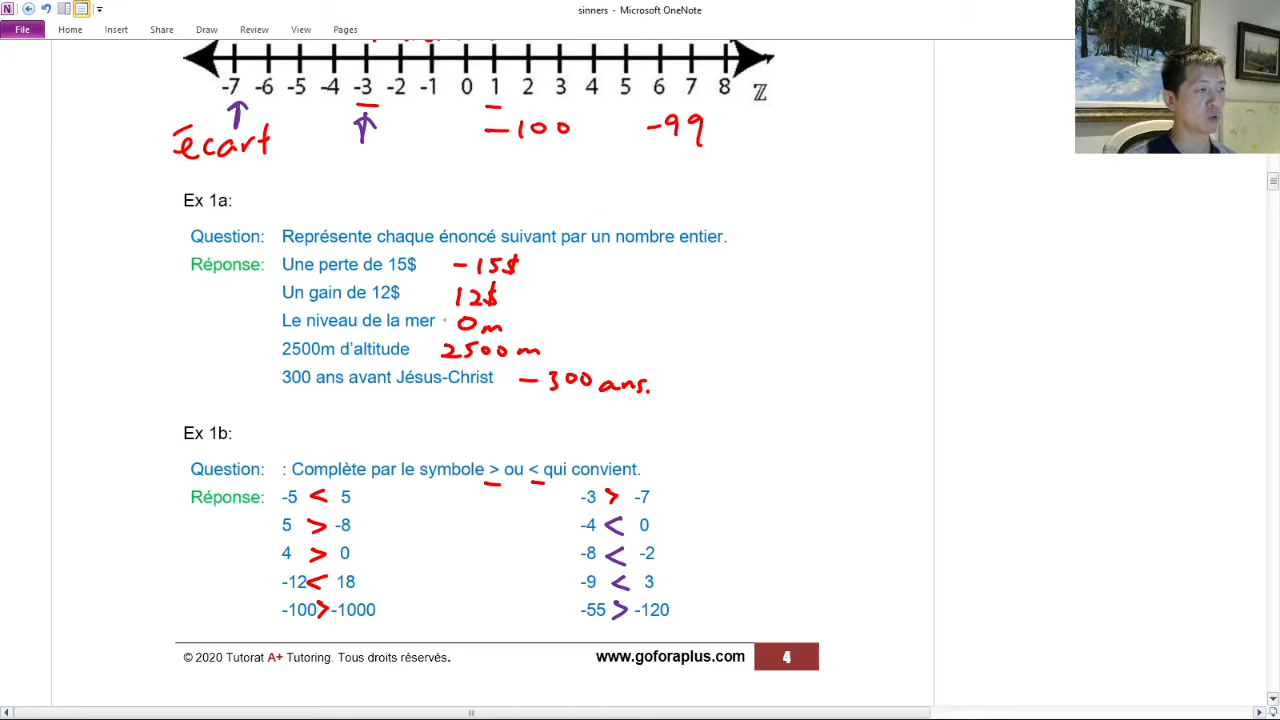 sinners - Microsoft OneNote
File Home Insert Share Draw Review View Pages
-7 -6 -5 -4 -3 -2 -1 0 1 2 3 4 5 6 7 8 ℤ
écart -100 -99
Ex 1a:
Question: Représente chaque énoncé suivant par un nombre entier.
Réponse: Une perte de 15$ -15$
Un gain de 12$ 12$
Le niveau de la mer 0m
2500m d’altitude 2500 m
300 ans avant Jésus-Christ -300 ans.
Ex 1b:
Question: : Complète par le symbole > ou < qui convient.
Réponse: -5 < 5 -3 > -7
5 > -8 -4 < 0
4 > 0 -8 < -2
-12 < 18 -9 < 3
-100 > -1000 -55 > -120
© 2020 Tutorat A+ Tutoring. Tous droits réservés. www.goforaplus.com 4